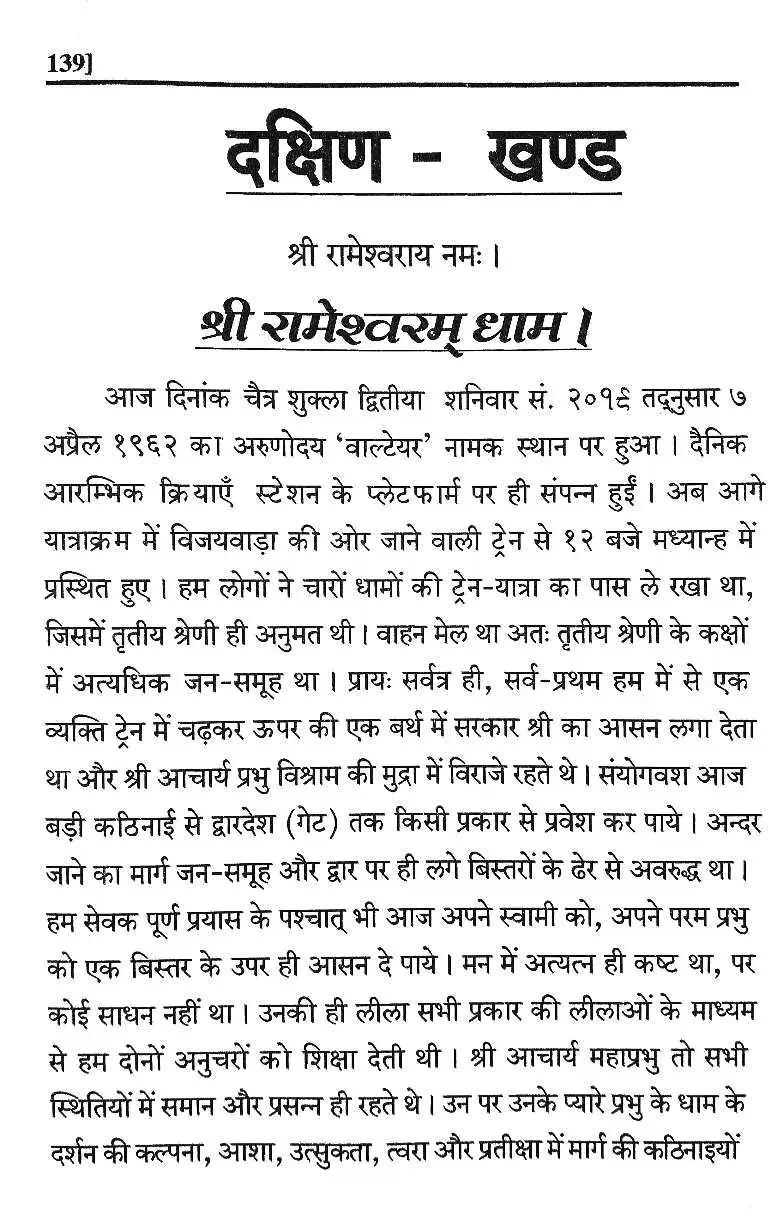 139]
दक्षिण - खण्ड
श्री रामेश्वराय नमः ।
श्री रामेश्वरम् धाम ।
आज दिनांक चैत्र शुक्ला द्वितीया शनिवार सं. २०१९ तद्नुसार ७
अप्रैल १९६२ का अरुणोदय ‘वाल्टेयर’ नामक स्थान पर हुआ । दैनिक
आरम्भिक क्रियाएँ स्टेशन के प्लेटफार्म पर ही संपन्न हुईं । अब आगे
यात्राक्रम में विजयवाड़ा की ओर जाने वाली ट्रेन से १२ बजे मध्यान्ह में
प्रस्थित हुए । हम लोगों ने चारों धामों की ट्रेन-यात्रा का पास ले रखा था,
जिसमें तृतीय श्रेणी ही अनुमत थी । वाहन मेल था अतः तृतीय श्रेणी के कक्षों
में अत्यधिक जन-समूह था । प्रायः सर्वत्र ही, सर्व-प्रथम हम में से एक
व्यक्ति ट्रेन में चढ़कर ऊपर की एक बर्थ में सरकार श्री का आसन लगा देता
था और श्री आचार्य प्रभु विश्राम की मुद्रा में विराजे रहते थे । संयोगवश आज
बड़ी कठिनाई से द्वारदेश (गेट) तक किसी प्रकार से प्रवेश कर पाये । अन्दर
जाने का मार्ग जन-समूह और द्वार पर ही लगे बिस्तरों के ढेर से अवरुद्ध था ।
हम सेवक पूर्ण प्रयास के पश्चात् भी आज अपने स्वामी को, अपने परम प्रभु
को एक बिस्तर के उपर ही आसन दे पाये । मन में अत्यत्न ही कष्ट था, पर
कोई साधन नहीं था । उनकी ही लीला सभी प्रकार की लीलाओं के माध्यम
से हम दोनों अनुचरों को शिक्षा देती थी । श्री आचार्य महाप्रभु तो सभी
स्थितियों में समान और प्रसन्न ही रहते थे । उन पर उनके प्यारे प्रभु के धाम के
दर्शन की कल्पना, आशा, उत्सुकता, त्वरा और प्रतीक्षा में मार्ग की कठिनाइयों